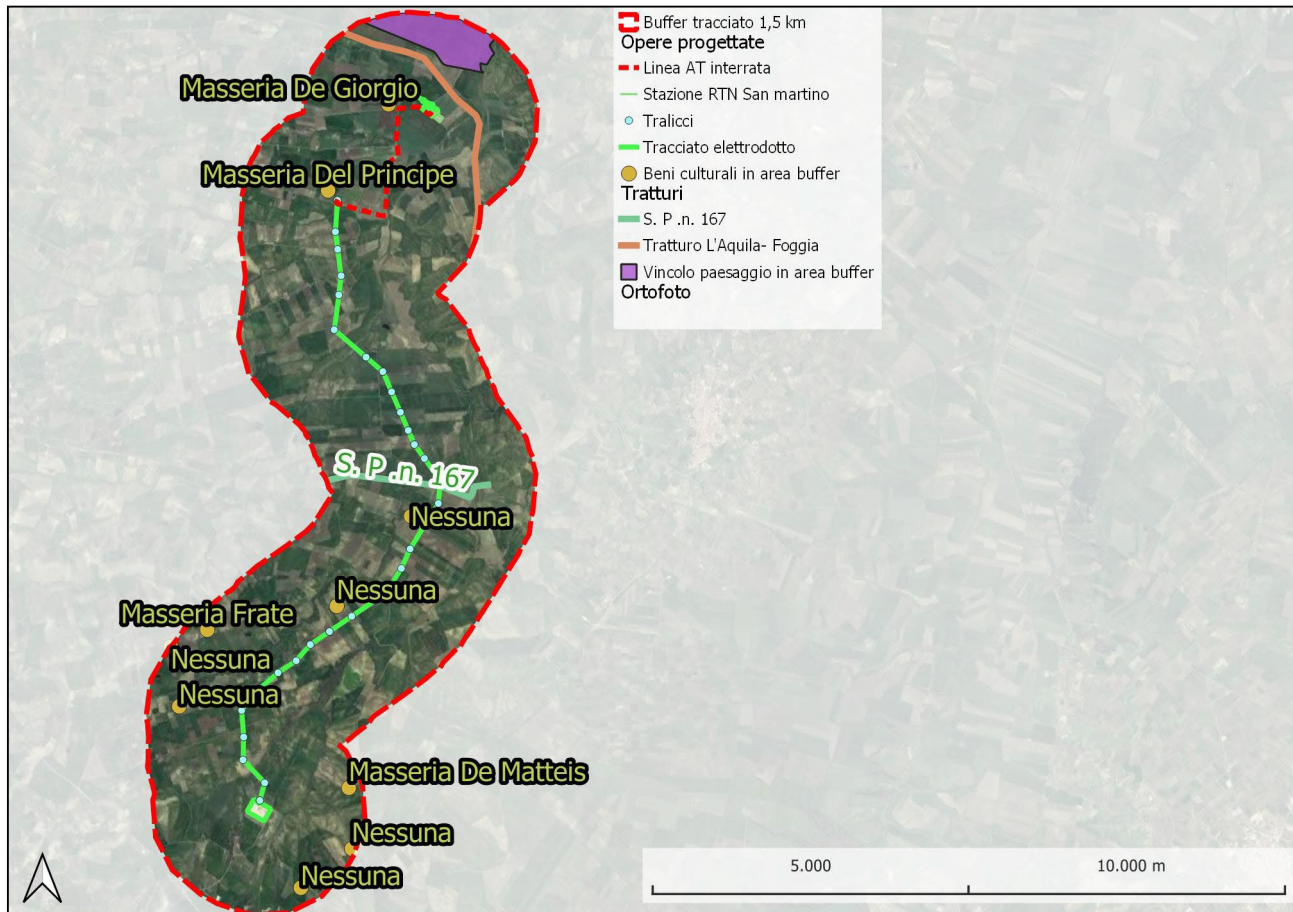 Buffer tracciato 1,5 km
Opere progettate
Linea AT interrata
Stazione RTN San martino
Tralicci
Tracciato elettrodotto
Beni culturali in area buffer
Tratturi
S. P .n. 167
Tratturo L'Aquila- Foggia
Vincolo paesaggio in area buffer
Ortofoto
Masseria De Giorgio
Masseria Del Principe
S. P .n. 167
Nessuna
Nessuna
Masseria Frate
Nessuna
Nessuna
Masseria De Matteis
Nessuna
Nessuna
5.000 10.000 m